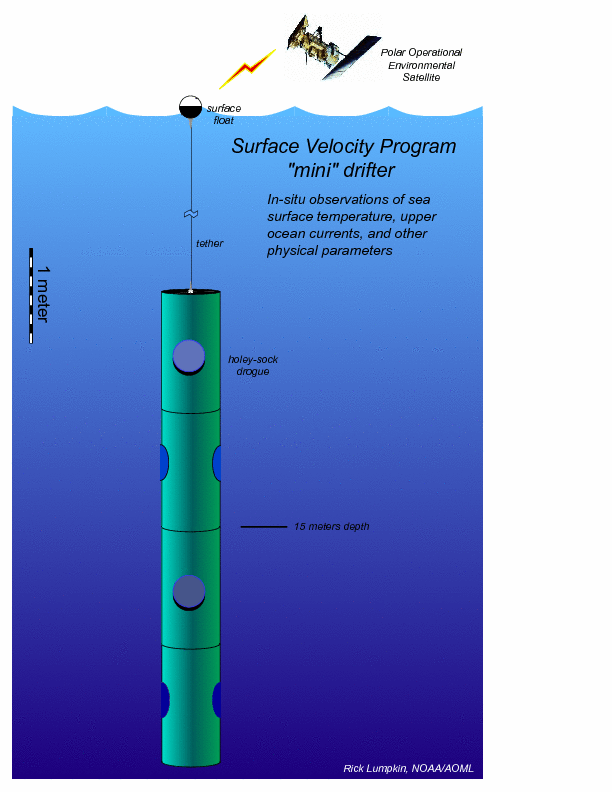 Polar Operational
Environmental
Satellite
surface
float
Surface Velocity Program
"mini" drifter
In-situ observations of sea
surface temperature, upper
ocean currents, and other
physical parameters
tether
1 meter
holey-sock
drogue
15 meters depth
Rick Lumpkin, NOAA/AOML